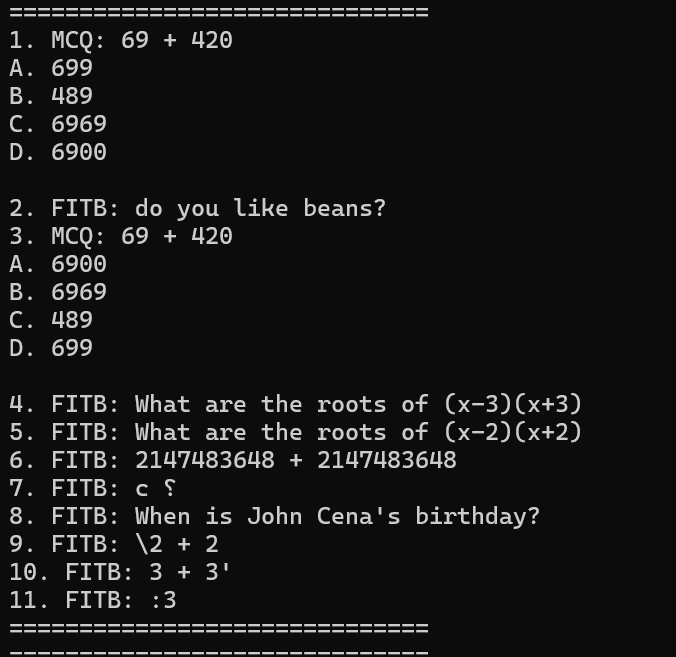 ==============================
1. MCQ: 69 + 420
A. 699
B. 489
C. 6969
D. 6900
2. FITB: do you like beans?
3. MCQ: 69 + 420
A. 6900
B. 6969
C. 489
D. 699
4. FITB: What are the roots of (x-3)(x+3)
5. FITB: What are the roots of (x-2)(x+2)
6. FITB: 2147483648 + 2147483648
7. FITB: c ⸮
8. FITB: When is John Cena's birthday?
9. FITB: \2 + 2
10. FITB: 3 + 3'
11. FITB: :3
==============================
==============================